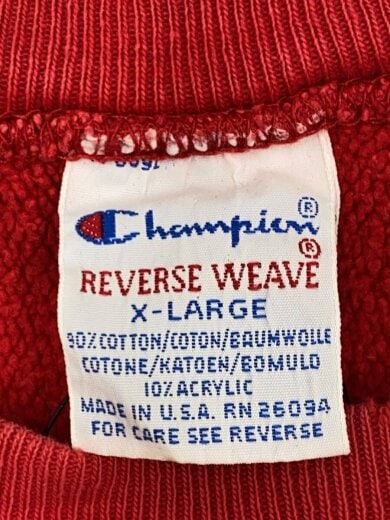 Champion®
®
REVERSE WEAVE
X-LARGE
90%COTTON/COTON/BAUMWOLLE
COTONE/KATOEN/BOMULD
10%ACRYLIC
MADE IN U.S.A. RN 26094
FOR CARE SEE REVERSE